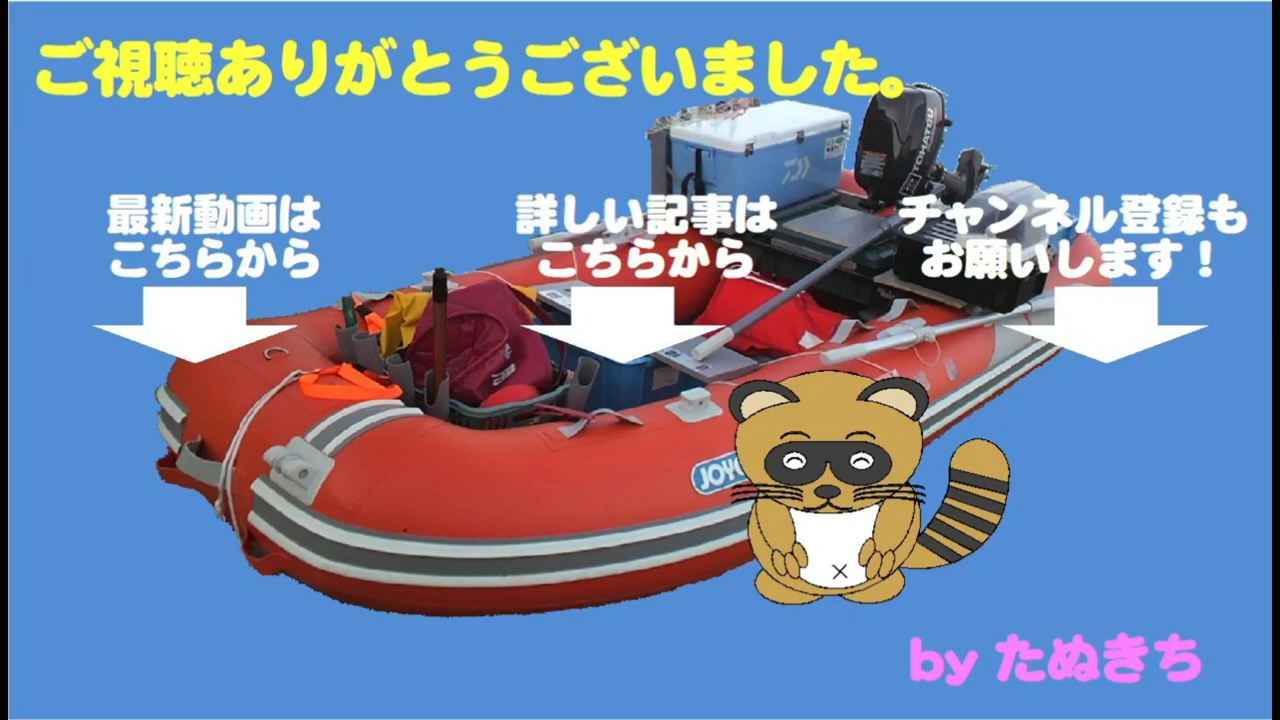 ご視聴ありがとうございました。
最新動画は
こちらから
詳しい記事は
こちらから
チャンネル登録も
お願いします！
TOHATSU
by たぬきち